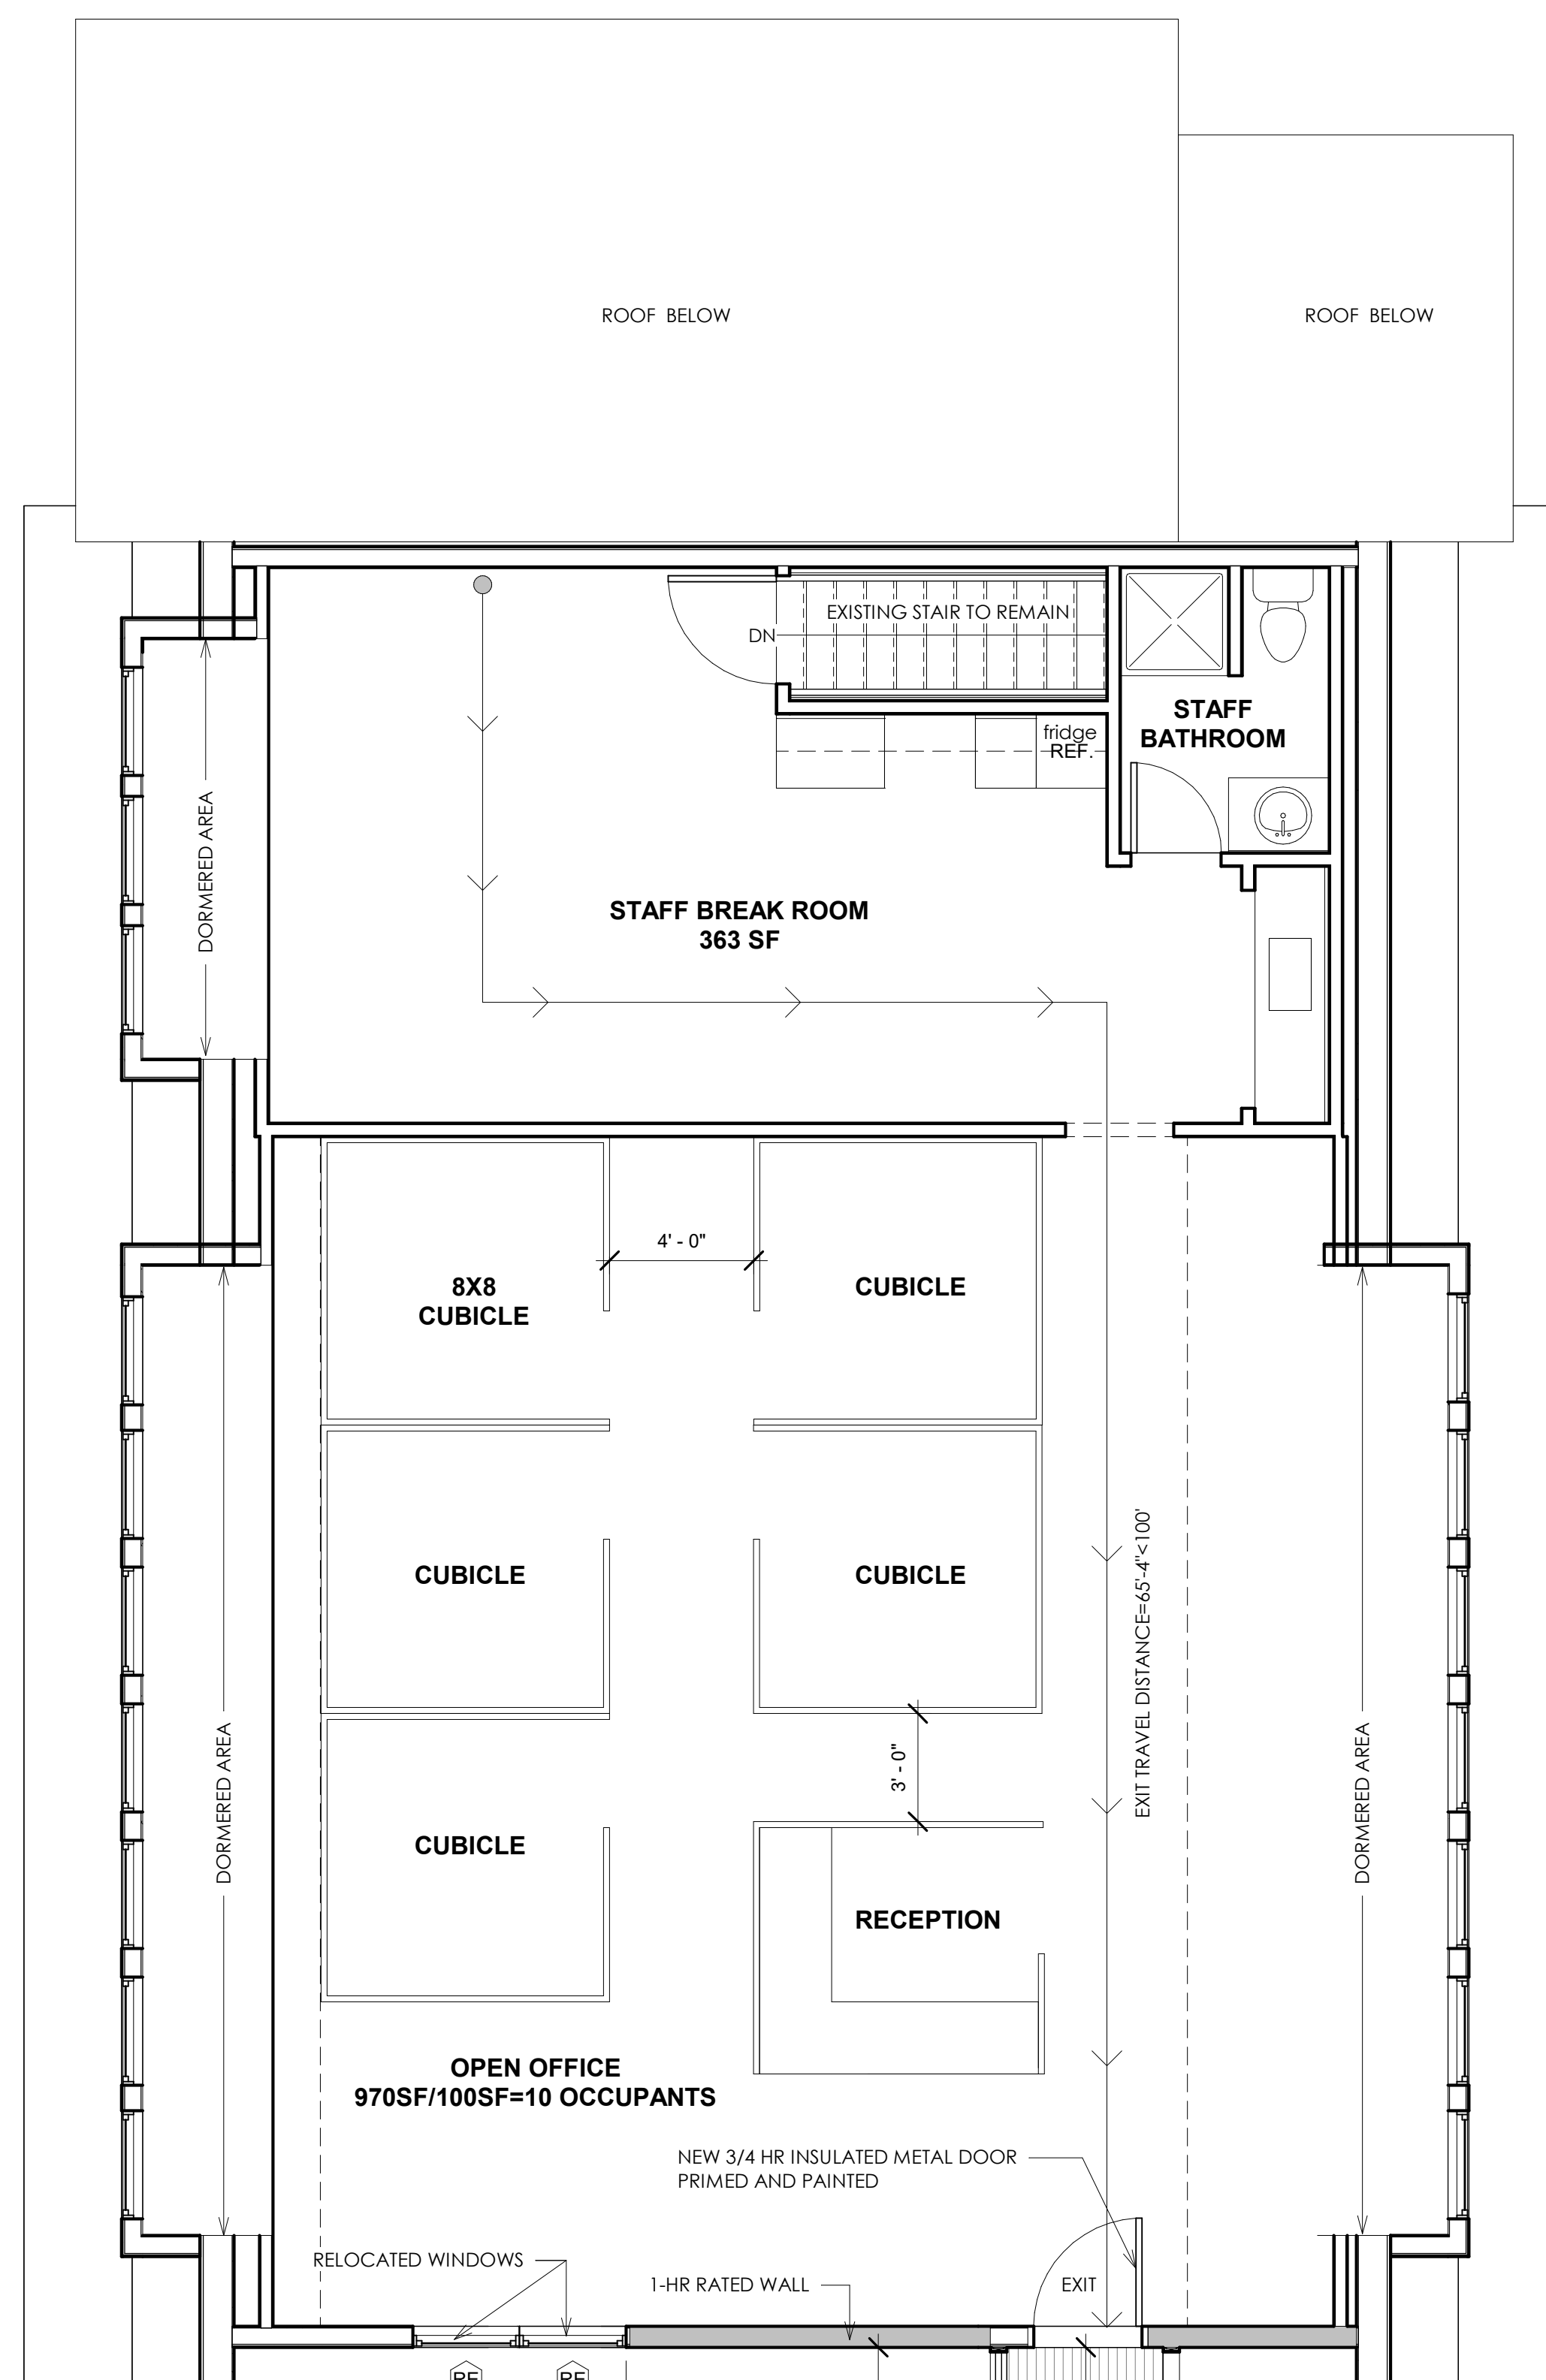 ROOF BELOW
ROOF BELOW
EXISTING STAIR TO REMAIN
DN
STAFF
BATHROOM
fridge
REF.
DORMERED AREA
STAFF BREAK ROOM
363 SF
4' - 0"
8X8
CUBICLE
CUBICLE
CUBICLE
CUBICLE
EXIT TRAVEL DISTANCE=65'-4"<100'
3' - 0"
DORMERED AREA
DORMERED AREA
CUBICLE
RECEPTION
OPEN OFFICE
970SF/100SF=10 OCCUPANTS
NEW 3/4 HR INSULATED METAL DOOR
PRIMED AND PAINTED
RELOCATED WINDOWS
1-HR RATED WALL
EXIT